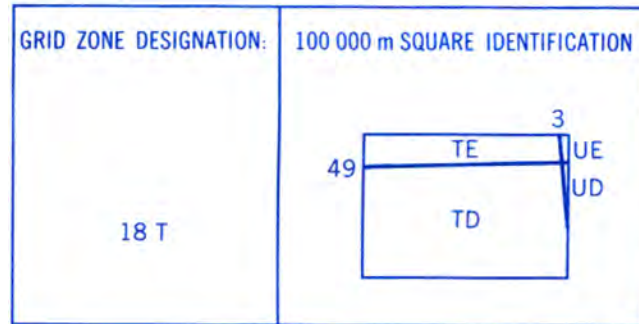 GRID ZONE DESIGNATION:
100 000 m SQUARE IDENTIFICATION
3
TE
UE
49
UD
TD
18 T